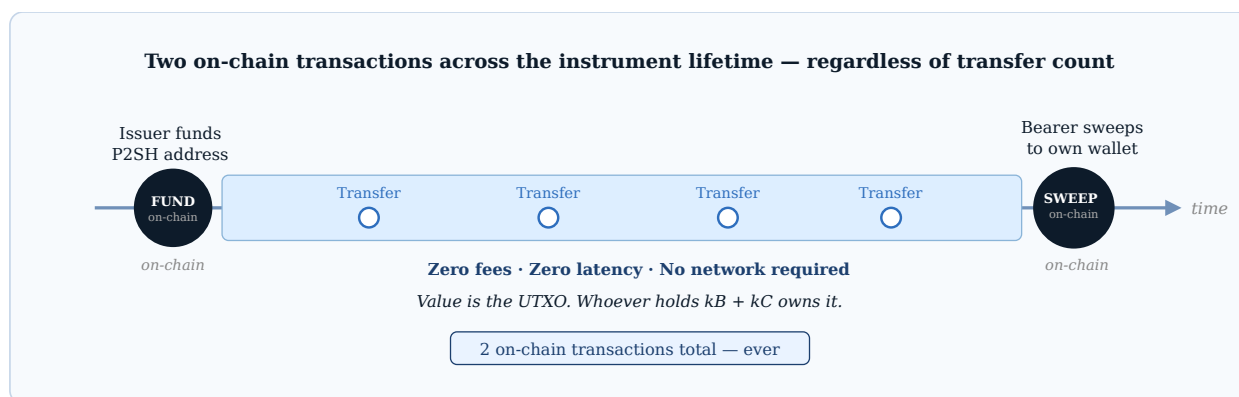 Two on-chain transactions across the instrument lifetime — regardless of transfer count
Issuer funds
P2SH address
Bearer sweeps
to own wallet
FUND
on-chain
Transfer
Transfer
Transfer
Transfer
SWEEP
on-chain
time
on-chain
on-chain
Zero fees · Zero latency · No network required
Value is the UTXO. Whoever holds kB + kC owns it.
2 on-chain transactions total — ever